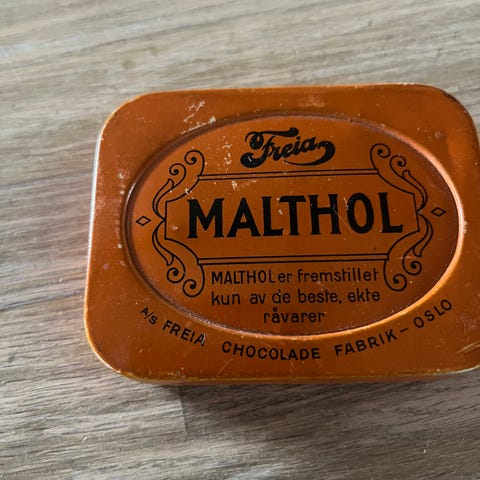 Freia
MALTHOL
MALTHOL er fremstillet
kun av de beste, ekte
råvarer
A/S FREIA CHOCOLADE FABRIK - OSLO